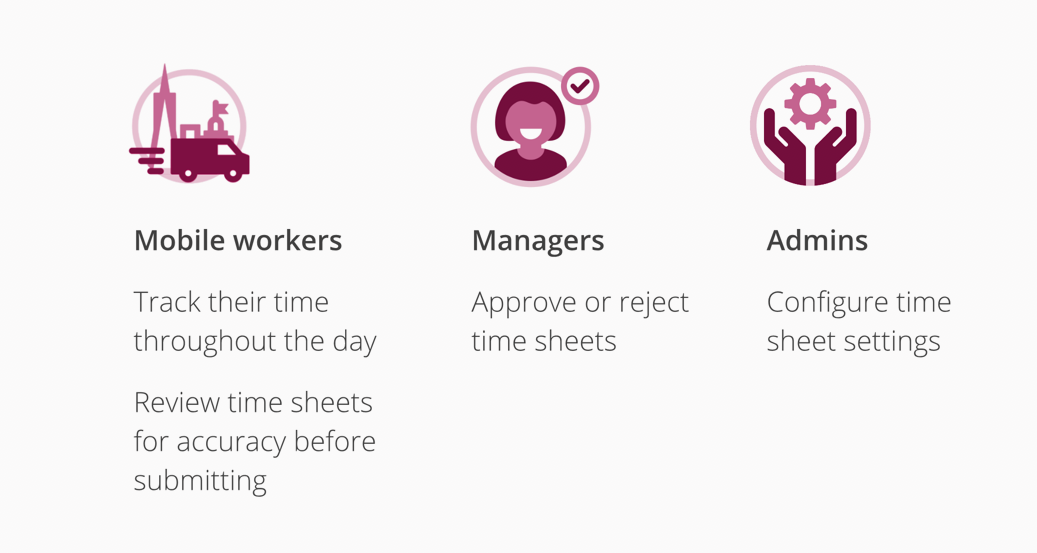 Mobile workers
Track their time
throughout the day
Review time sheets
for accuracy before
submitting
Managers
Approve or reject
time sheets
Admins
Configure time
sheet settings